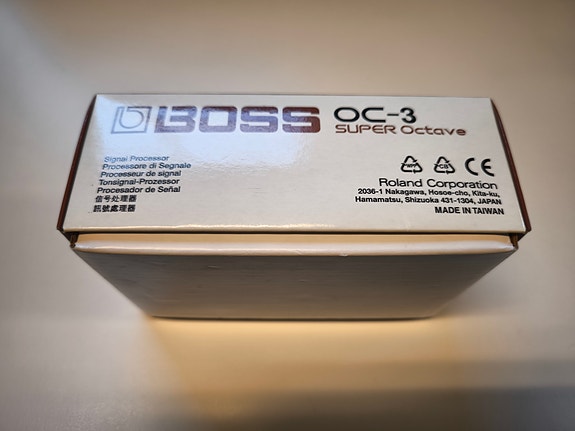 BOSS OC-3
SUPER Octave
Signal Processor
Processore di Segnale
Processeur de signal
Tonsignal-Prozessor
Procesador de Señal
信号处理器
訊號處理器
CE
Roland Corporation
2036-1 Nakagawa, Hosoe-cho, Kita-ku,
Hamamatsu, Shizuoka 431-1304, JAPAN
MADE IN TAIWAN